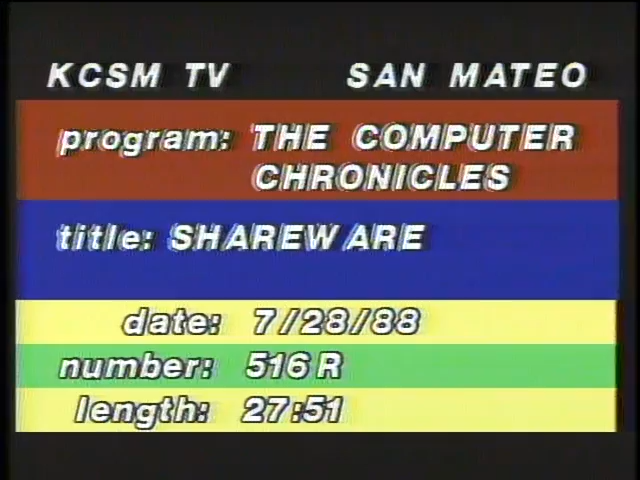 KCSM TV SAN MATEO
program: THE COMPUTER
CHRONICLES
title: SHAREWARE
date: 7/28/88
number: 516 R
length: 27:51